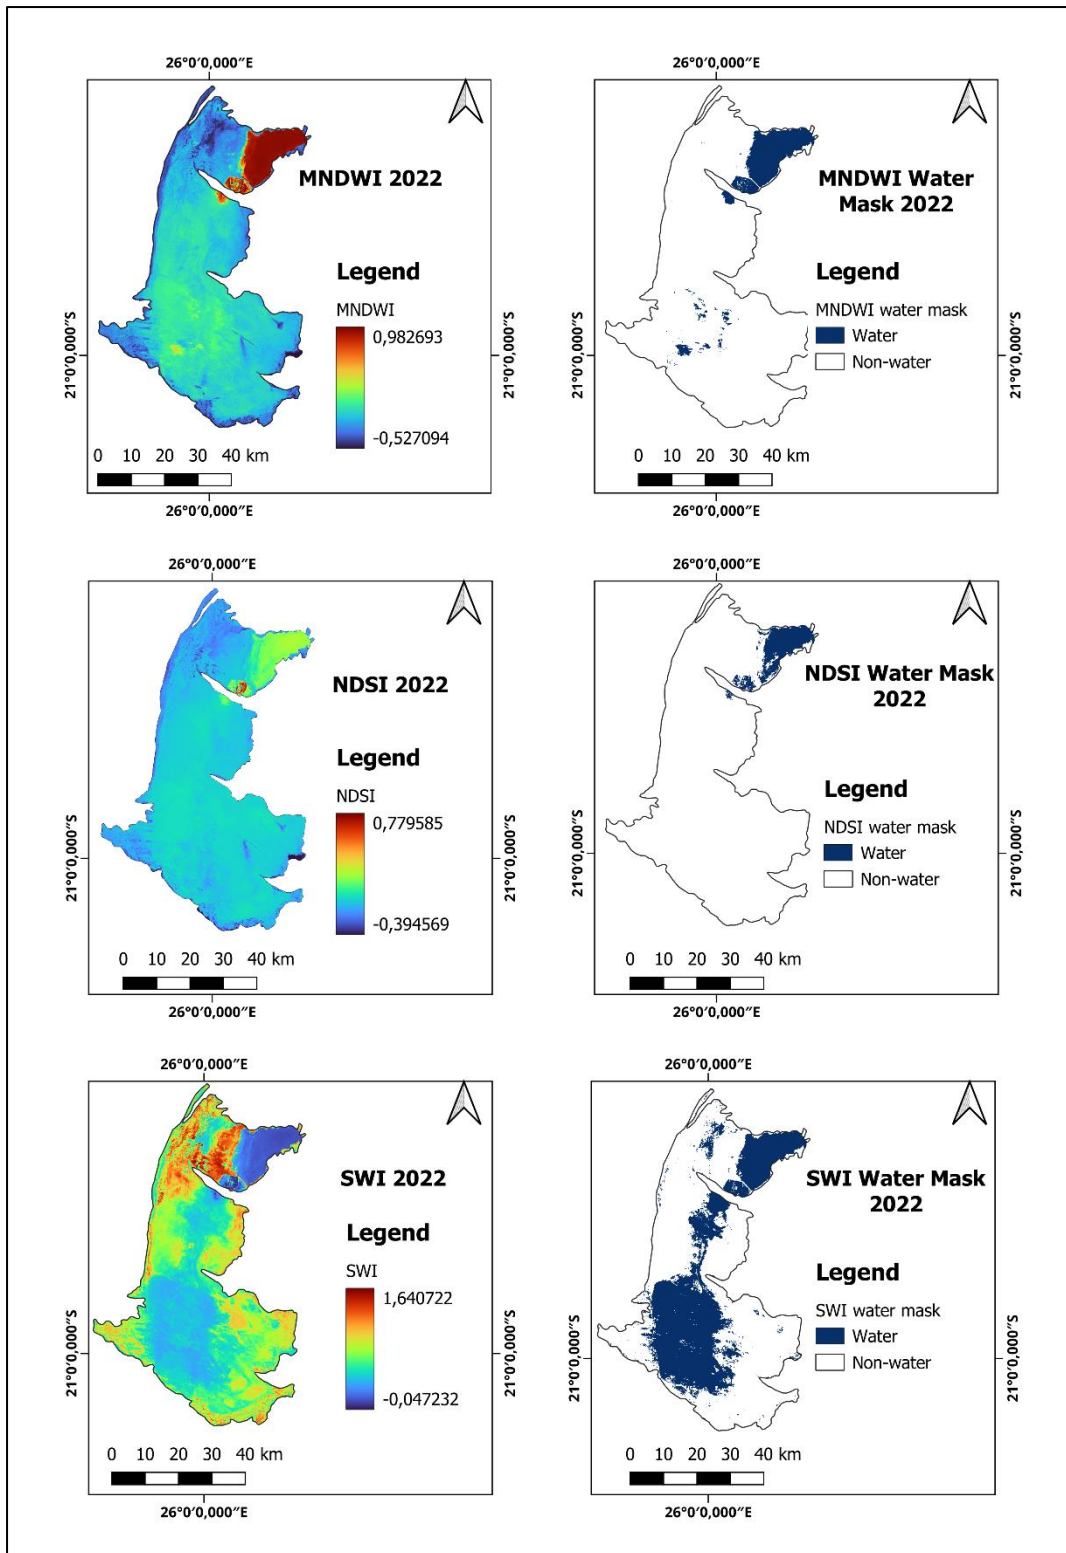 26°0′0,000″E
26°0′0,000″E
MNDWI 2022
MNDWI Water
Mask 2022
Legend
MNDWI
0,982693
-0,527094
Legend
MNDWI water mask
Water
Non-water
21°0′0,000″S
21°0′0,000″S
21°0′0,000″S
0 10 20 30 40 km
0 10 20 30 40 km
26°0′0,000″E
26°0′0,000″E
26°0′0,000″E
26°0′0,000″E
NDSI 2022
NDSI Water Mask
2022
Legend
NDSI
0,779585
-0,394569
Legend
NDSI water mask
Water
Non-water
21°0′0,000″S
21°0′0,000″S
21°0′0,000″S
0 10 20 30 40 km
0 10 20 30 40 km
26°0′0,000″E
26°0′0,000″E
26°0′0,000″E
26°0′0,000″E
SWI 2022
SWI Water Mask
2022
Legend
SWI
1,640722
-0,047232
Legend
SWI water mask
Water
Non-water
21°0′0,000″S
21°0′0,000″S
21°0′0,000″S
21°0′0,000″S
0 10 20 30 40 km
0 10 20 30 40 km
26°0′0,000″E
26°0′0,000″E